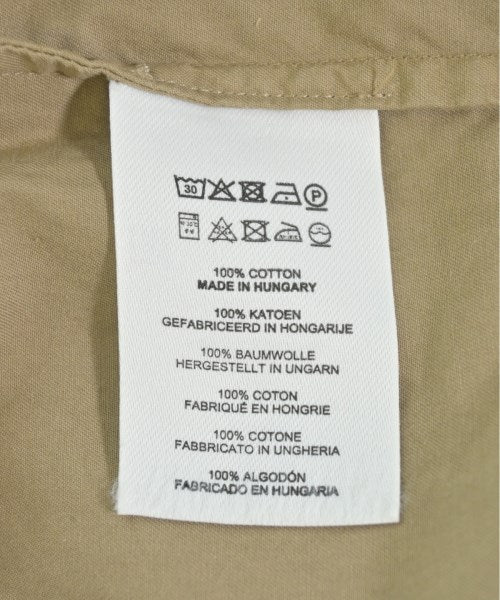 30 P
100% COTTON
MADE IN HUNGARY
100% KATOEN
GEFABRICEERD IN HONGARIJE
100% BAUMWOLLE
HERGESTELLT IN UNGARN
100% COTON
FABRIQUÉ EN HONGRIE
100% COTONE
FABBRICATO IN UNGHERIA
100% ALGODÓN
FABRICADO EN HUNGARIA